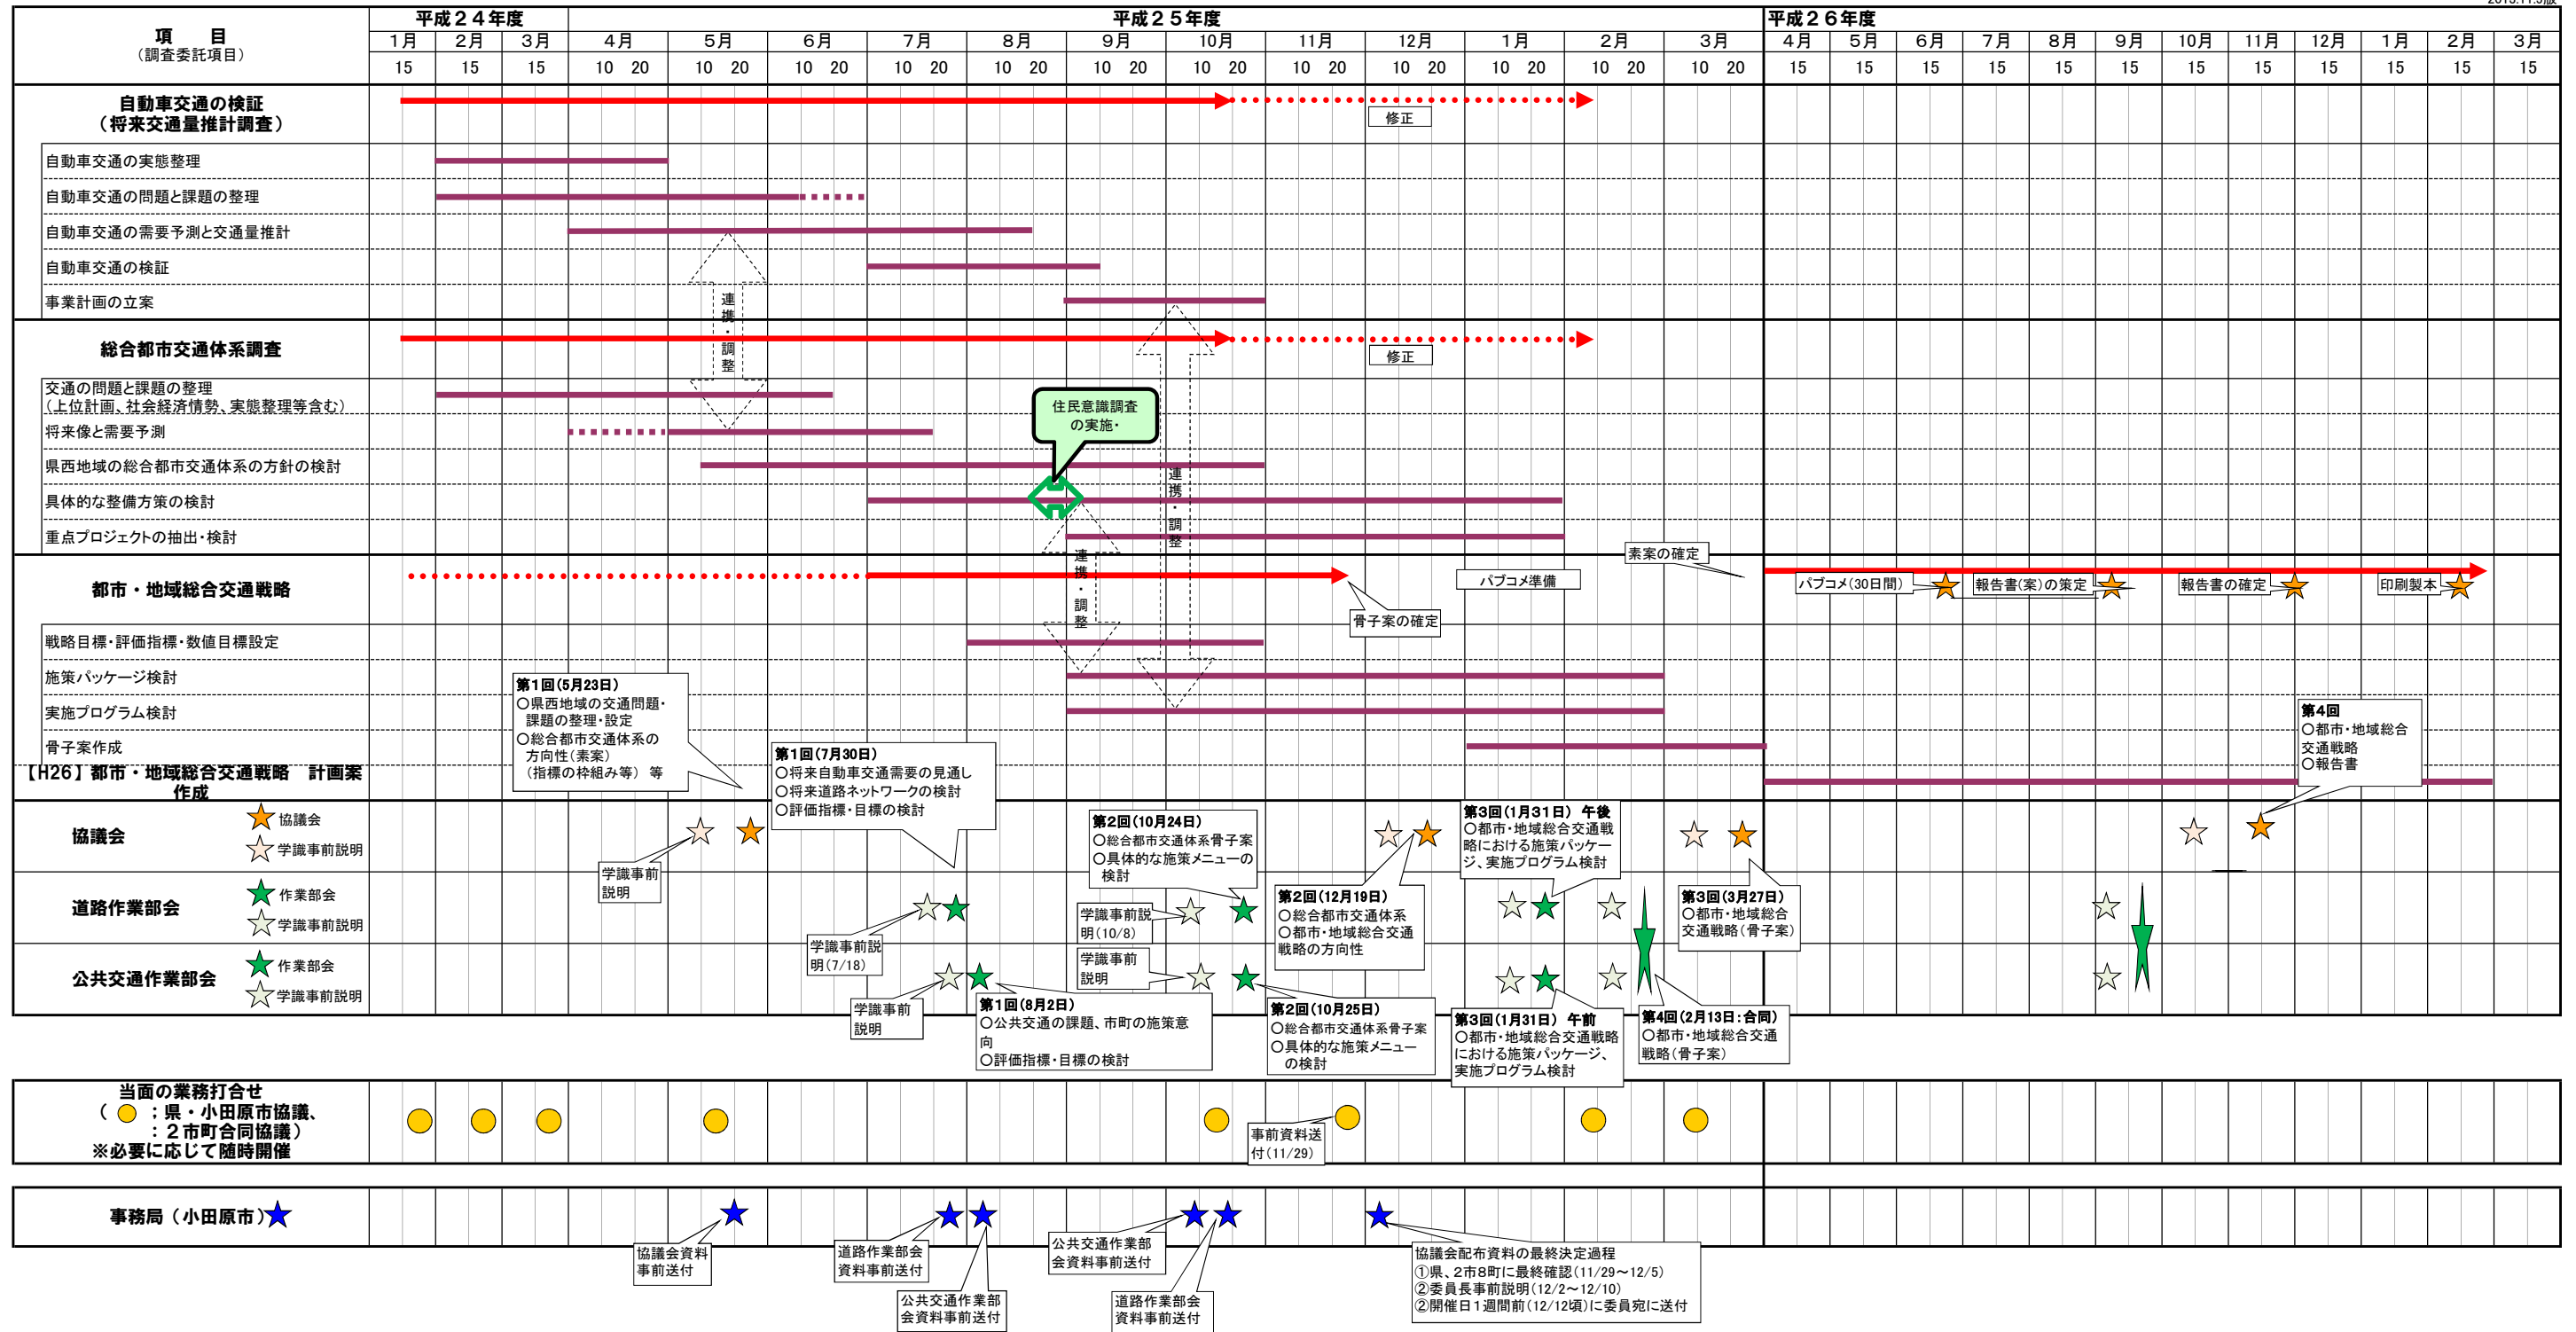 平成２４年度 平成２５年度 平成２６年度
項　　目
（調査委託項目）
１月 ２月 ３月 ４月 ５月 ６月 ７月 ８月 ９月 10月 11月 12月 １月 ２月 ３月 ４月 ５月 ６月 ７月 ８月 ９月 10月 11月 12月 １月 ２月 ３月
15 15 15 10 20 10 20 10 20 10 20 10 20 10 20 10 20 10 20 10 20 10 20 10 20 10 20 15 15 15 15 15 15 15 15 15 15 15 15
自動車交通の検証
（将来交通量推計調査）
修正
自動車交通の実態整理
自動車交通の問題と課題の整理
自動車交通の需要予測と交通量推計
自動車交通の検証
事業計画の立案
連携・調整
総合都市交通体系調査
修正
交通の問題と課題の整理
（上位計画、社会経済情勢、実態整理等含む）
将来像と需要予測
県西地域の総合都市交通体系の方針の検討
具体的な整備方策の検討
重点プロジェクトの抽出・検討
住民意識調査
の実施・
連携・調整
連携・調整
都市・地域総合交通戦略
骨子案の確定
パブコメ準備
素案の確定
パブコメ（30日間）
報告書（案）の策定
報告書の確定
印刷製本
戦略目標・評価指標・数値目標設定
施策パッケージ検討
実施プログラム検討
骨子案作成
【H26】都市・地域総合交通戦略　計画案
作成
第１回（5月23日）
○県西地域の交通問題・
課題の整理・設定
○総合都市交通体系の
方向性（素案）
（指標の枠組み等）　等
第１回（7月30日）
○将来自動車交通需要の見通し
○将来道路ネットワークの検討
○評価指標・目標の検討
第４回
○都市・地域総合
交通戦略
○報告書
協議会
協議会
学識事前説明
学識事前
説明
第２回（10月24日）
○総合都市交通体系骨子案
○具体的な施策メニューの
検討
第３回（1月31日）　午後
○都市・地域総合交通戦
略における施策パッケー
ジ、実施プログラム検討
道路作業部会
作業部会
学識事前説明
学識事前説
明（7/18）
学識事前説
明（10/8）
第２回（12月19日）
○総合都市交通体系
○都市・地域総合交通
戦略の方向性
第３回（3月27日）
○都市・地域総合
交通戦略（骨子案）
公共交通作業部会
作業部会
学識事前説明
学識事前
説明
学識事前
説明
第１回（8月2日）
○公共交通の課題、市町の施策意
向
○評価指標・目標の検討
第２回（10月25日）
○総合都市交通体系骨子案
○具体的な施策メニュー
の検討
第３回（1月31日）　午前
○都市・地域総合交通戦略
における施策パッケージ、
実施プログラム検討
第４回（2月13日：合同）
○都市・地域総合交通
戦略（骨子案）
当面の業務打合せ
（　；県・小田原市協議、
：２市町合同協議）
※必要に応じて随時開催
事前資料送
付（11/29）
事務局（小田原市）
協議会資料
事前送付
道路作業部会
資料事前送付
公共交通作業部
会資料事前送付
公共交通作業部
会資料事前送付
道路作業部会
資料事前送付
協議会配布資料の最終決定過程
①県、２市８町に最終確認（11/29～12/5）
②委員長事前説明（12/2～12/10）
②開催日１週間前（12/12頃）に委員宛に送付